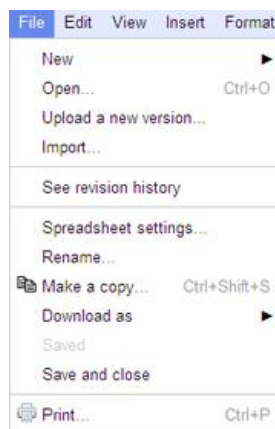 File Edit View Insert Format
New
Open... Ctrl+O
Upload a new version...
Import...
See revision history
Spreadsheet settings...
Rename...
Make a copy... Ctrl+Shift+S
Download as
Saved
Save and close
Print... Ctrl+P